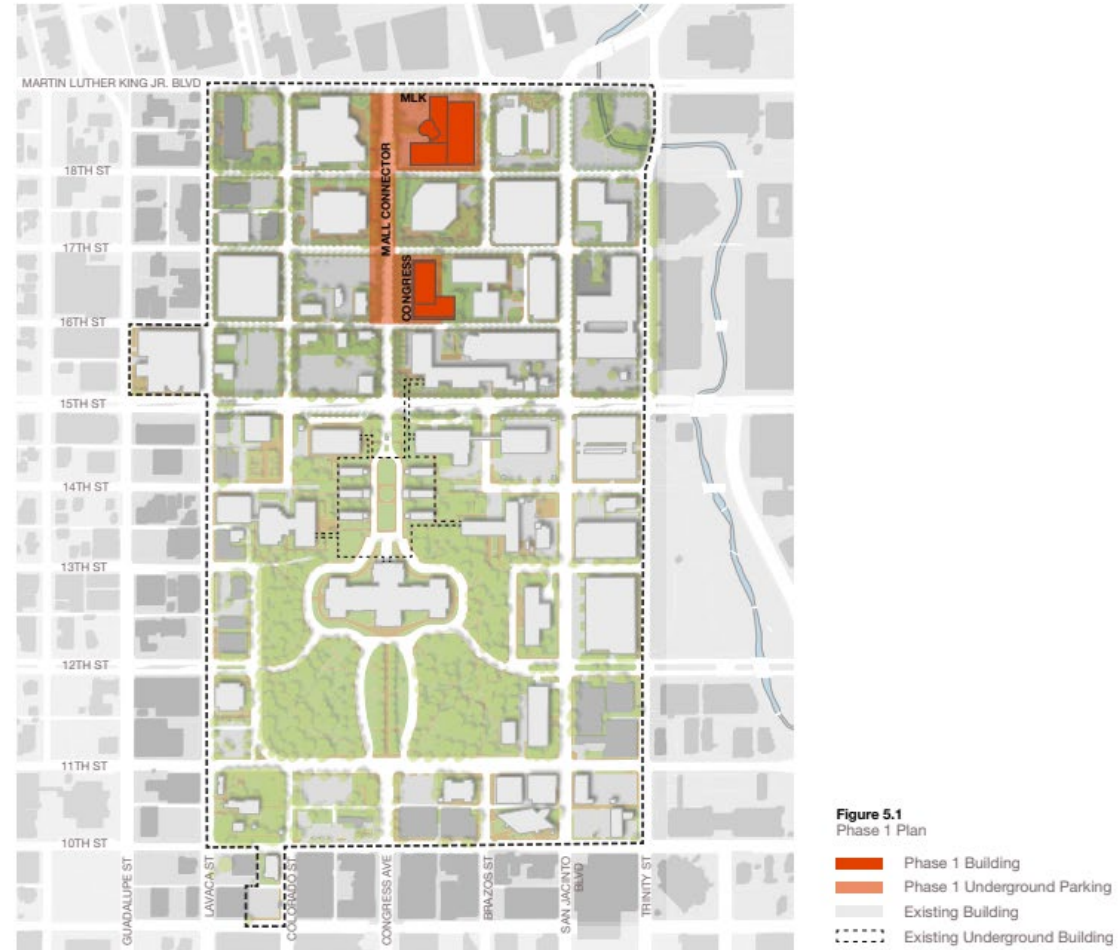 MARTIN LUTHER KING JR. BLVD
MLK
18TH ST
MALL CONNECTOR
17TH ST
CONGRESS
16TH ST
15TH ST
14TH ST
13TH ST
12TH ST
11TH ST
10TH ST
GUADALUPE ST
LAVACA ST
COLORADO ST
CONGRESS AVE
BRAZOS ST
SAN JACINTO
BLVD
TRINITY ST
Figure 5.1
Phase 1 Plan
Phase 1 Building
Phase 1 Underground Parking
Existing Building
Existing Underground Building